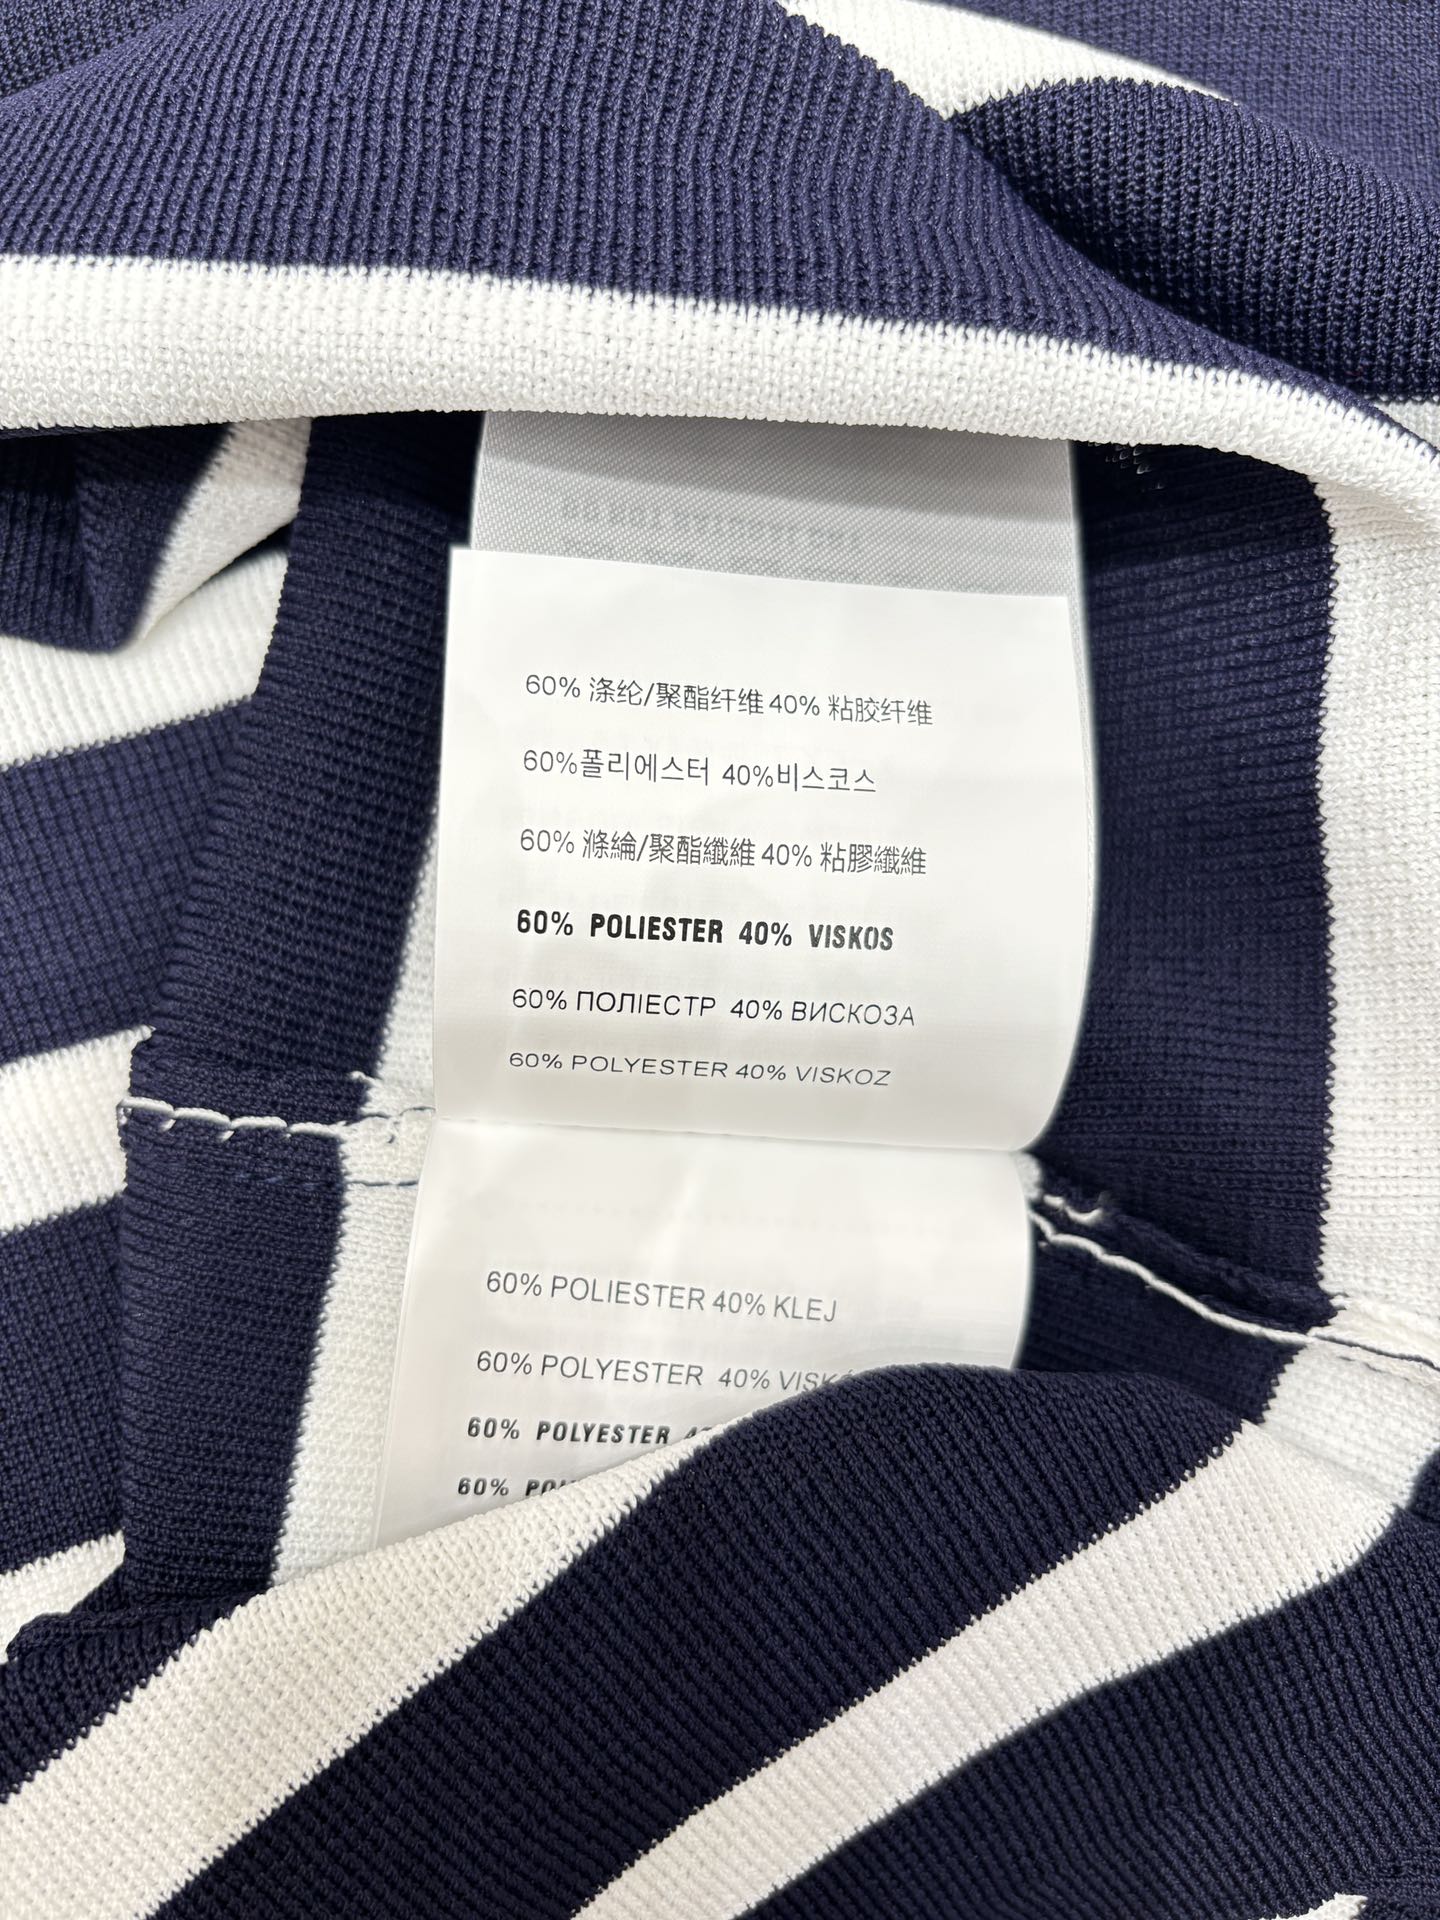 60% 涤纶/聚酯纤维 40% 粘胶纤维
60%폴리에스터 40%비스코스
60% 滌綸/聚酯纖維 40% 粘膠纖維
60% POLIESTER 40% VISKOS
60% ПОЛІЕСТР 40% ВИСКОЗА
60% POLYESTER 40% VISKOZ
60% POLIESTER 40% KLEJ
60% POLYESTER 40%
60% POLYESTER
60%